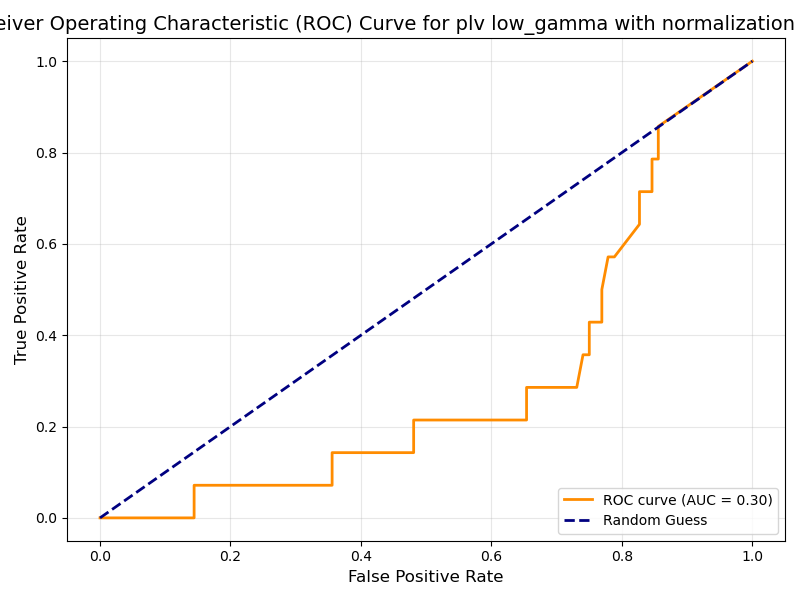 eiver Operating Characteristic (ROC) Curve for plv low_gamma with normalization
1.0
0.8
0.6
0.4
0.2
0.0
True Positive Rate
ROC curve (AUC = 0.30)
Random Guess
0.0 0.2 0.4 0.6 0.8 1.0
False Positive Rate